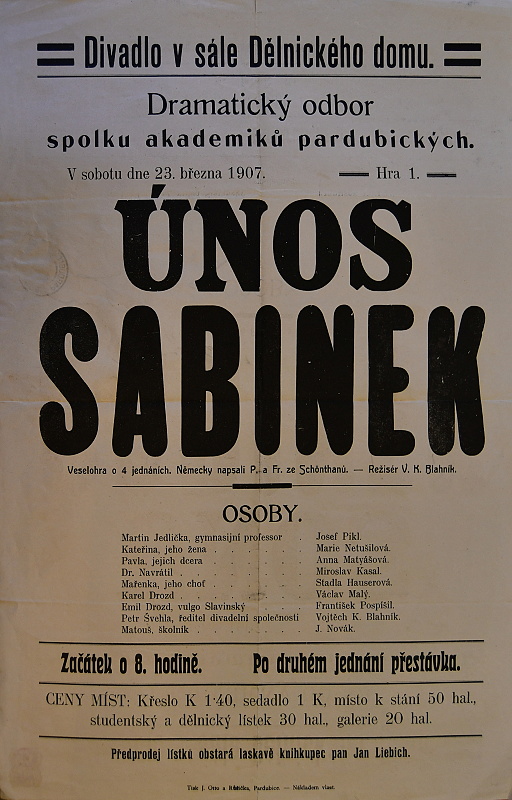 Divadlo v sále Dělnického domu.
Dramatický odbor
spolku akademiků pardubických.
V sobotu dne 23. března 1907. Hra 1.
ÚNOS
SABINEK
Veselohra o 4 jednáních. Německy napsali P. a Fr. ze Schönthanů. — Režisér V. K. Blahník.
OSOBY.
Martin Jedlička, gymnasijní professor . Josef Pikl.
Kateřina, jeho žena . . . . . . Marie Netušilová.
Pavla, jejich dcera . . . . . . Anna Matyášová.
Dr. Navrátil . . . . . . . . Miroslav Kasal.
Mařenka, jeho choť . . . . . . Stadla Hauserová.
Karel Drozd . . . . . . . . Václav Malý.
Emil Drozd, vulgo Slavinský . . . . František Pospíšil.
Petr Švehla, ředitel divadelní společnosti Vojtěch K. Blahník.
Matouš, školník . . . . . . . J. Novák.
Začátek o 8. hodině. Po druhém jednání přestávka.
CENY MÍST: Křeslo K 1·40, sedadlo 1 K, místo k stání 50 hal.,
studentský a dělnický lístek 30 hal., galerie 20 hal.
Předprodej lístků obstará laskavě knihkupec pan Jan Liebich.
Tisk J. Otto a Růžička, Pardubice. — Nákladem vlast.